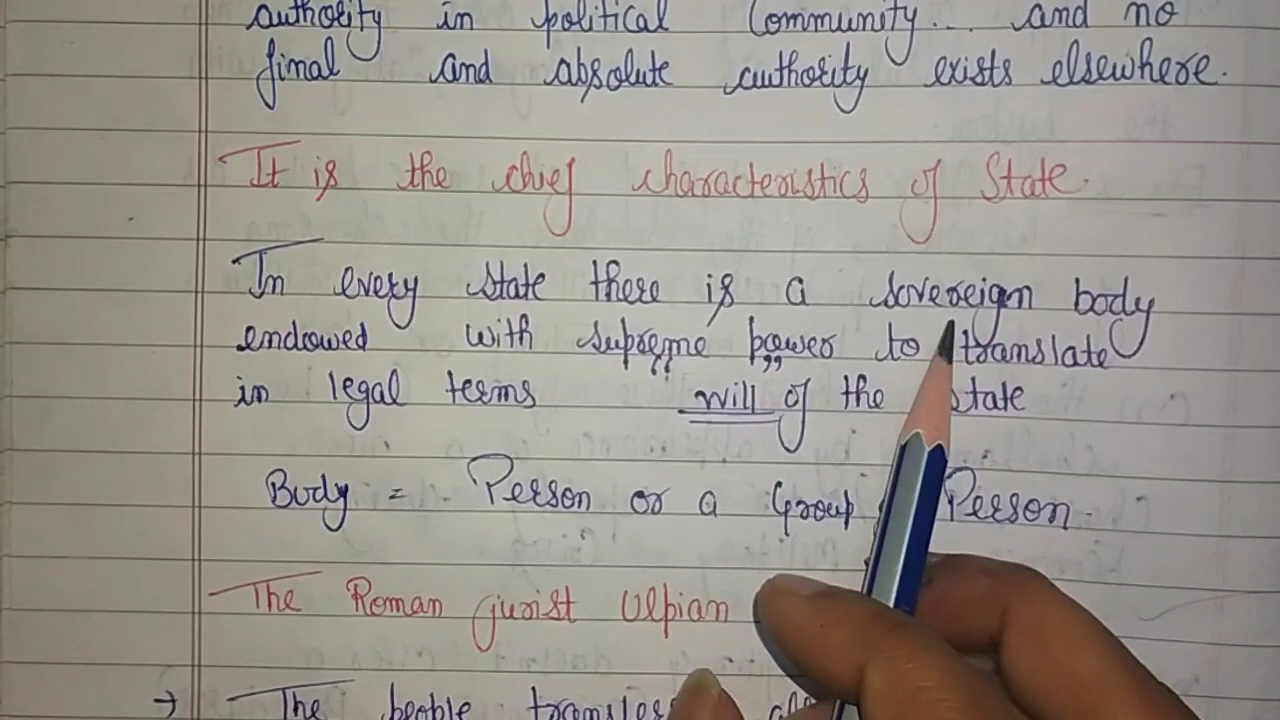 authority in political Community... and no
final and absolute authority exists elsewhere.
It is the chief characteristics of State.
In every state there is a sovereign body
endowed with supreme power to translate
in legal terms will of the state
Body = Person or a Group Person.
The Roman jurist Ulpian
→ The people